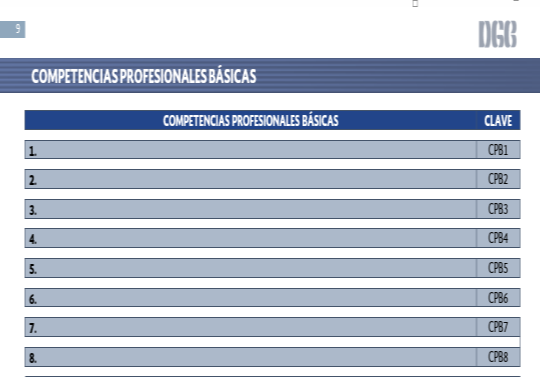 9
DGB
COMPETENCIAS PROFESIONALES BÁSICAS
COMPETENCIAS PROFESIONALES BÁSICAS CLAVE
1. CPB1
2. CPB2
3. CPB3
4. CPB4
5. CPB5
6. CPB6
7. CPB7
8. CPB8